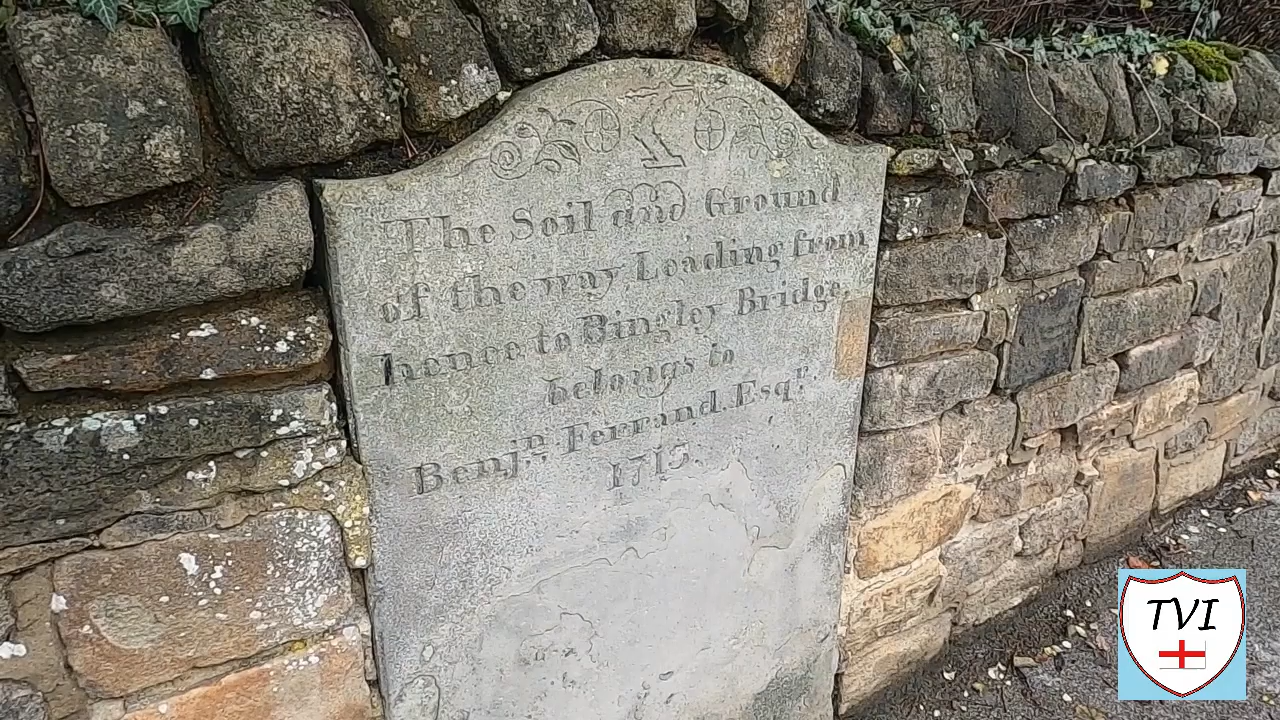 The Soil and Ground
of the way Leading from
hence to Bingley Bridge.
belongs to
Benjn. Ferrand. Esqr.
1715.
TVI